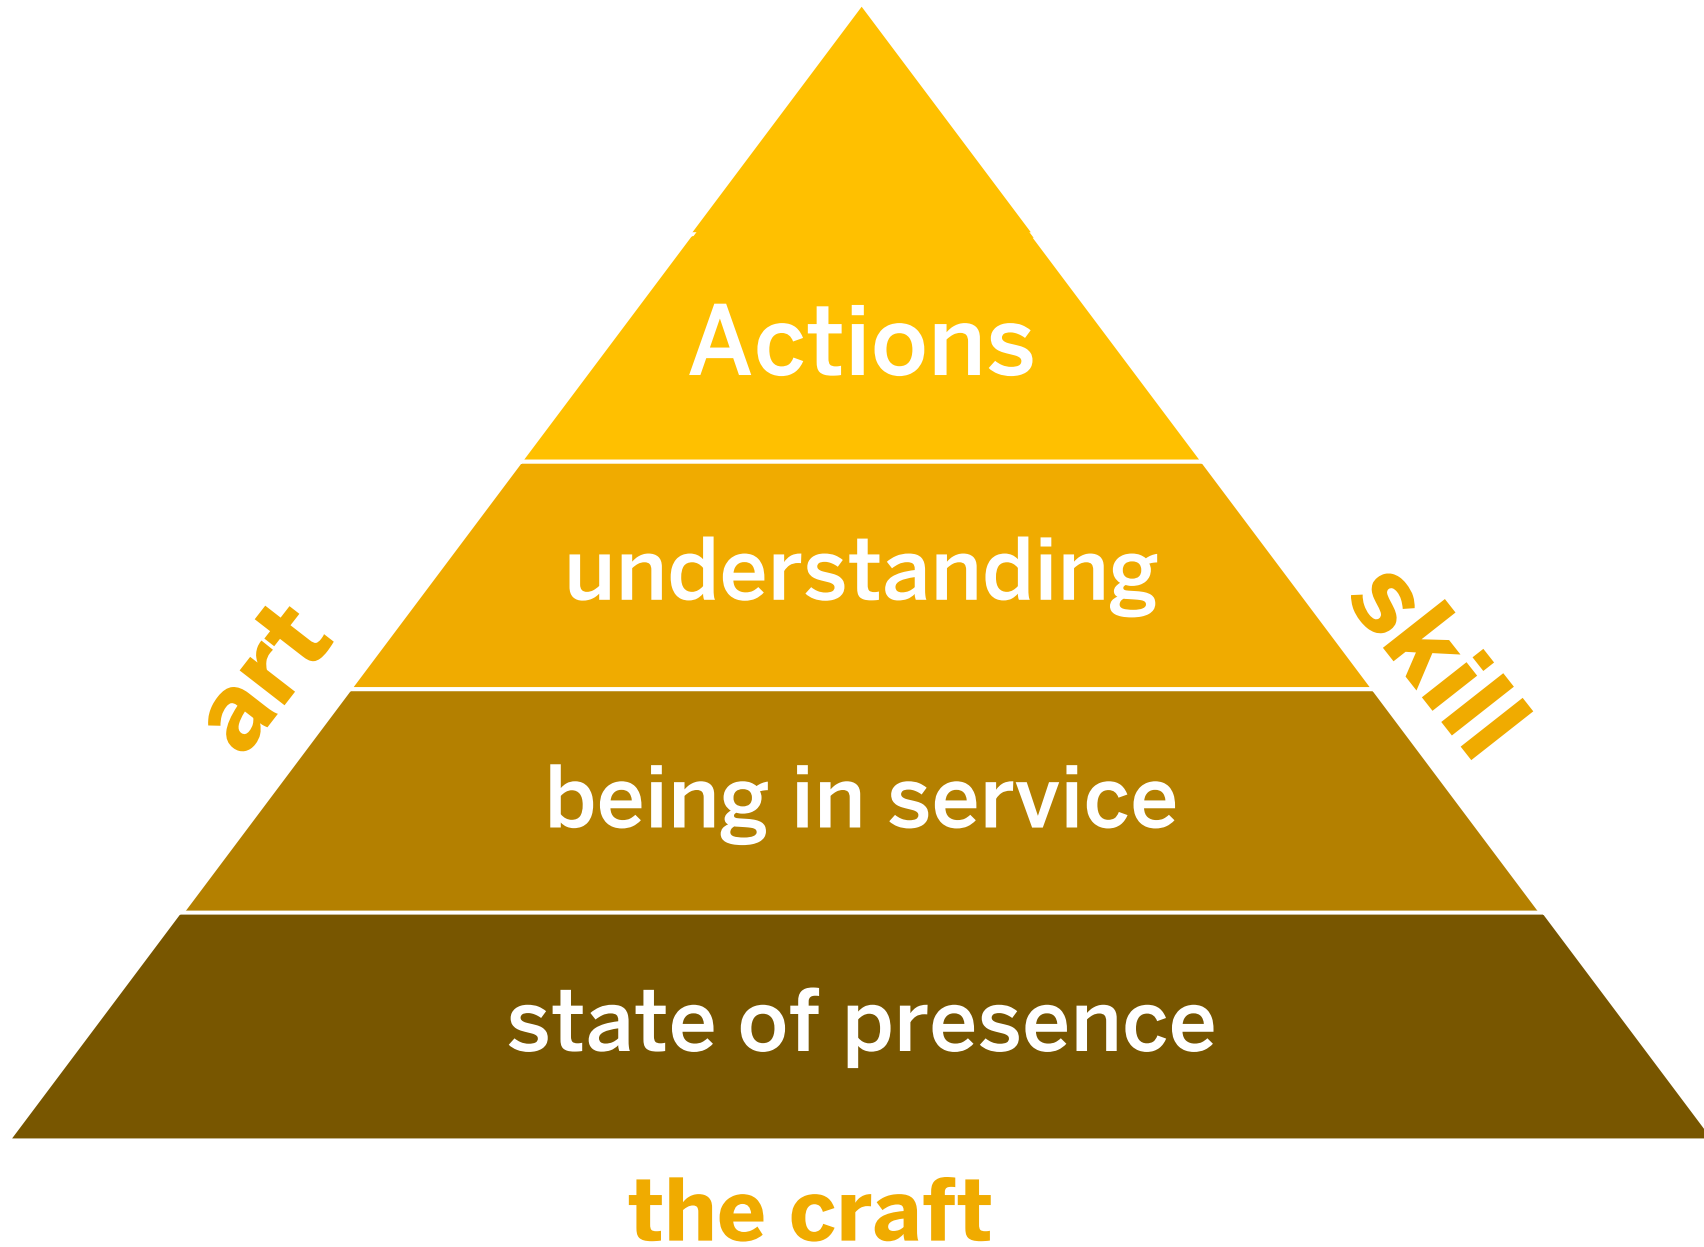 Actions
understanding
art
skill
being in service
state of presence
the craft